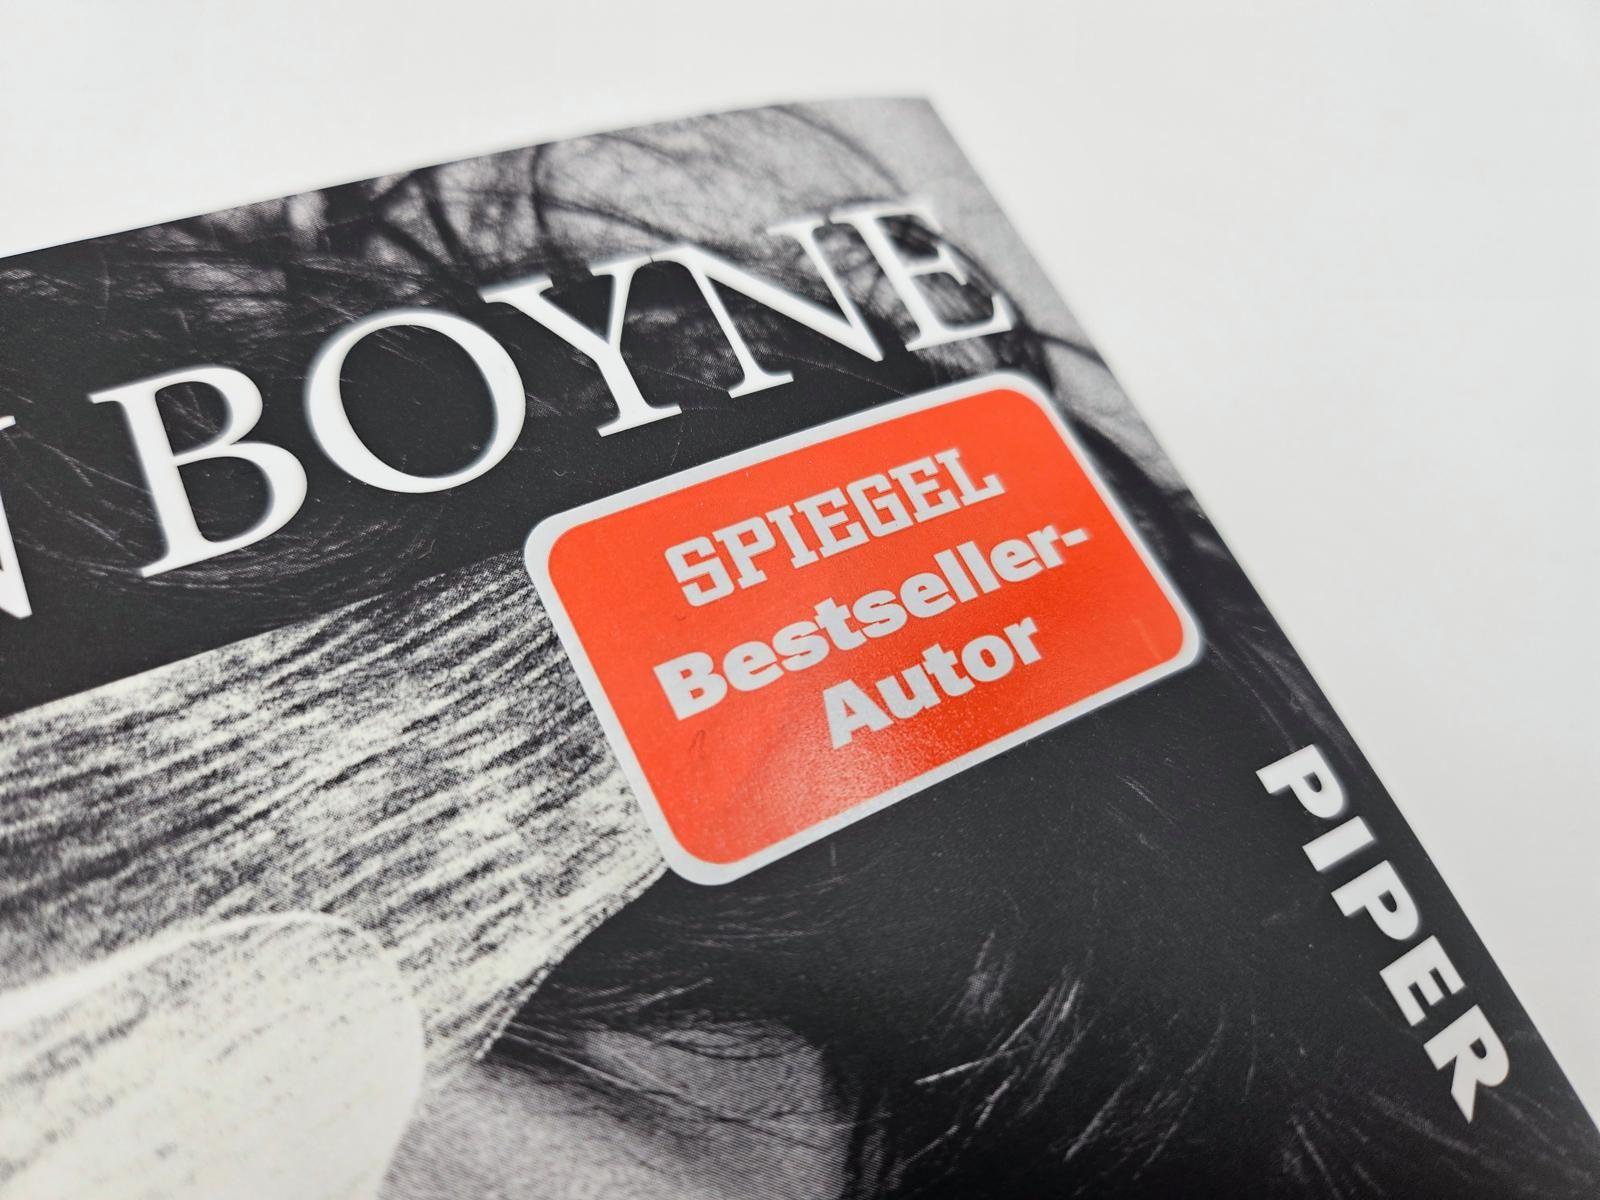 N BOYNE
SPIEGEL
Bestseller-
Autor
PIPER